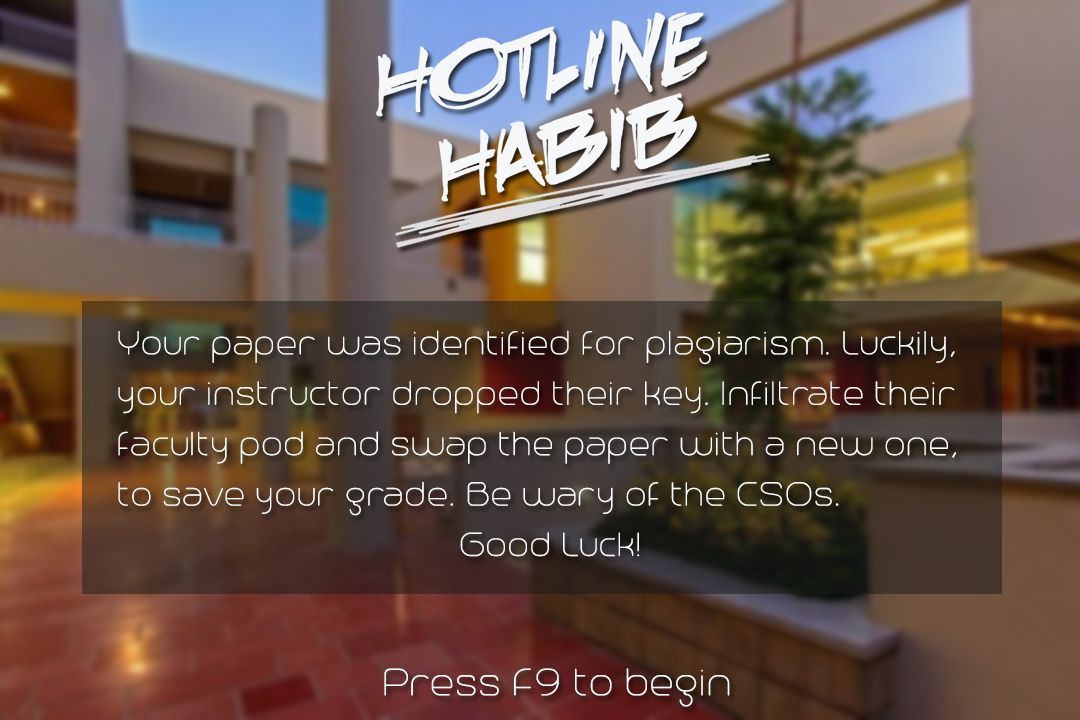 HOTLINE
HABIB
Your paper was identified for plagiarism. Luckily,
your instructor dropped their key. Infiltrate their
faculty pod and swap the paper with a new one,
to save your grade. Be wary of the CSOs.
Good Luck!
Press F9 to begin